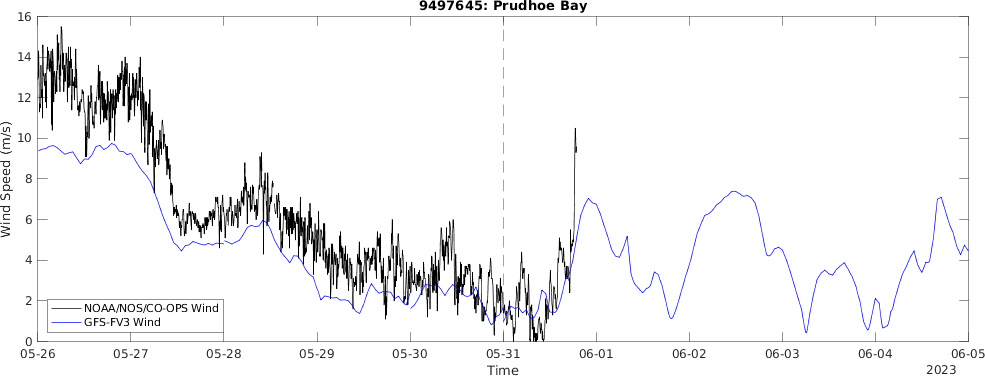 9497645: Prudhoe Bay
16
14
12
10
8
6
4
2
0
Wind Speed (m/s)
NOAA/NOS/CO-OPS Wind
GFS-FV3 Wind
05-26 05-27 05-28 05-29 05-30 05-31 06-01 06-02 06-03 06-04 06-05
Time
2023